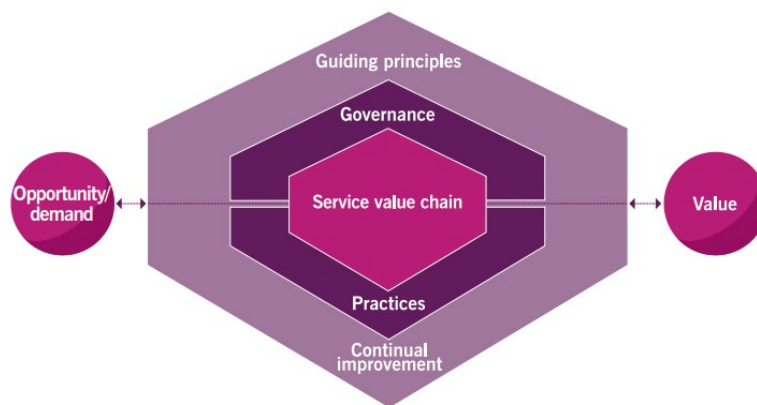 Guiding principles
Governance
Opportunity/
demand
Service value chain
Value
Practices
Continual
improvement